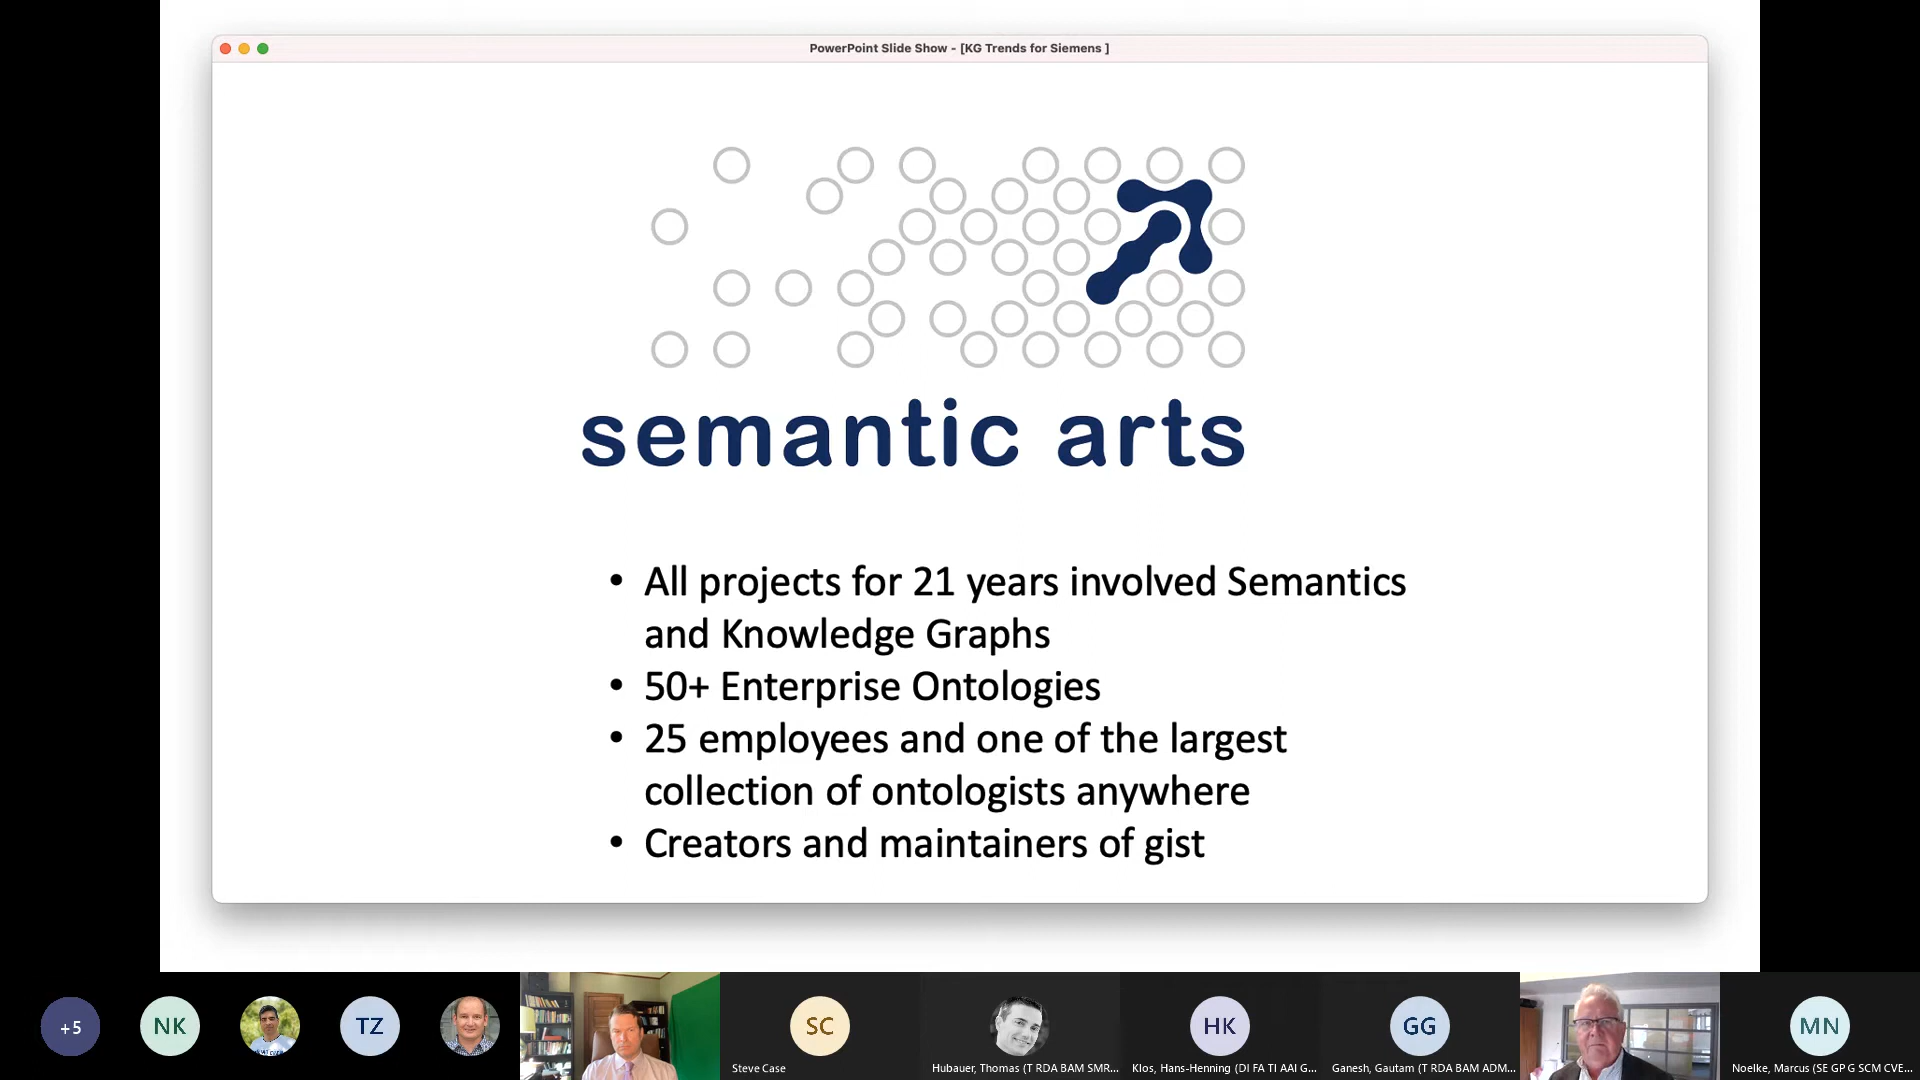 PowerPoint Slide Show - [KG Trends for Siemens ]
semantic arts
• All projects for 21 years involved Semantics
and Knowledge Graphs
• 50+ Enterprise Ontologies
• 25 employees and one of the largest
collection of ontologists anywhere
• Creators and maintainers of gist
+5
NK
TZ
SC
HK
GG
MN
Steve Case
Hubauer, Thomas (T RDA BAM SMR...
Klos, Hans-Henning (DI FA TI AAI G...
Ganesh, Gautam (T RDA BAM ADM...
Noelke, Marcus (SE GP G SCM CVE...